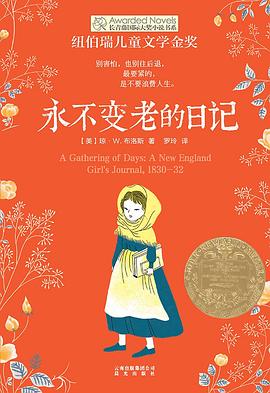 Awarded Novels
长青藤国际大奖小说书系
纽伯瑞儿童文学金奖
别害怕，也别往后退，
最要紧的，
是不要浪费人生。
永不变老的日记
[美] 琼·W.布洛斯 著 罗玲 译
A Gathering of Days: A New England
Girl's Journal, 1830–32
云南出版集团公司
晨光出版社